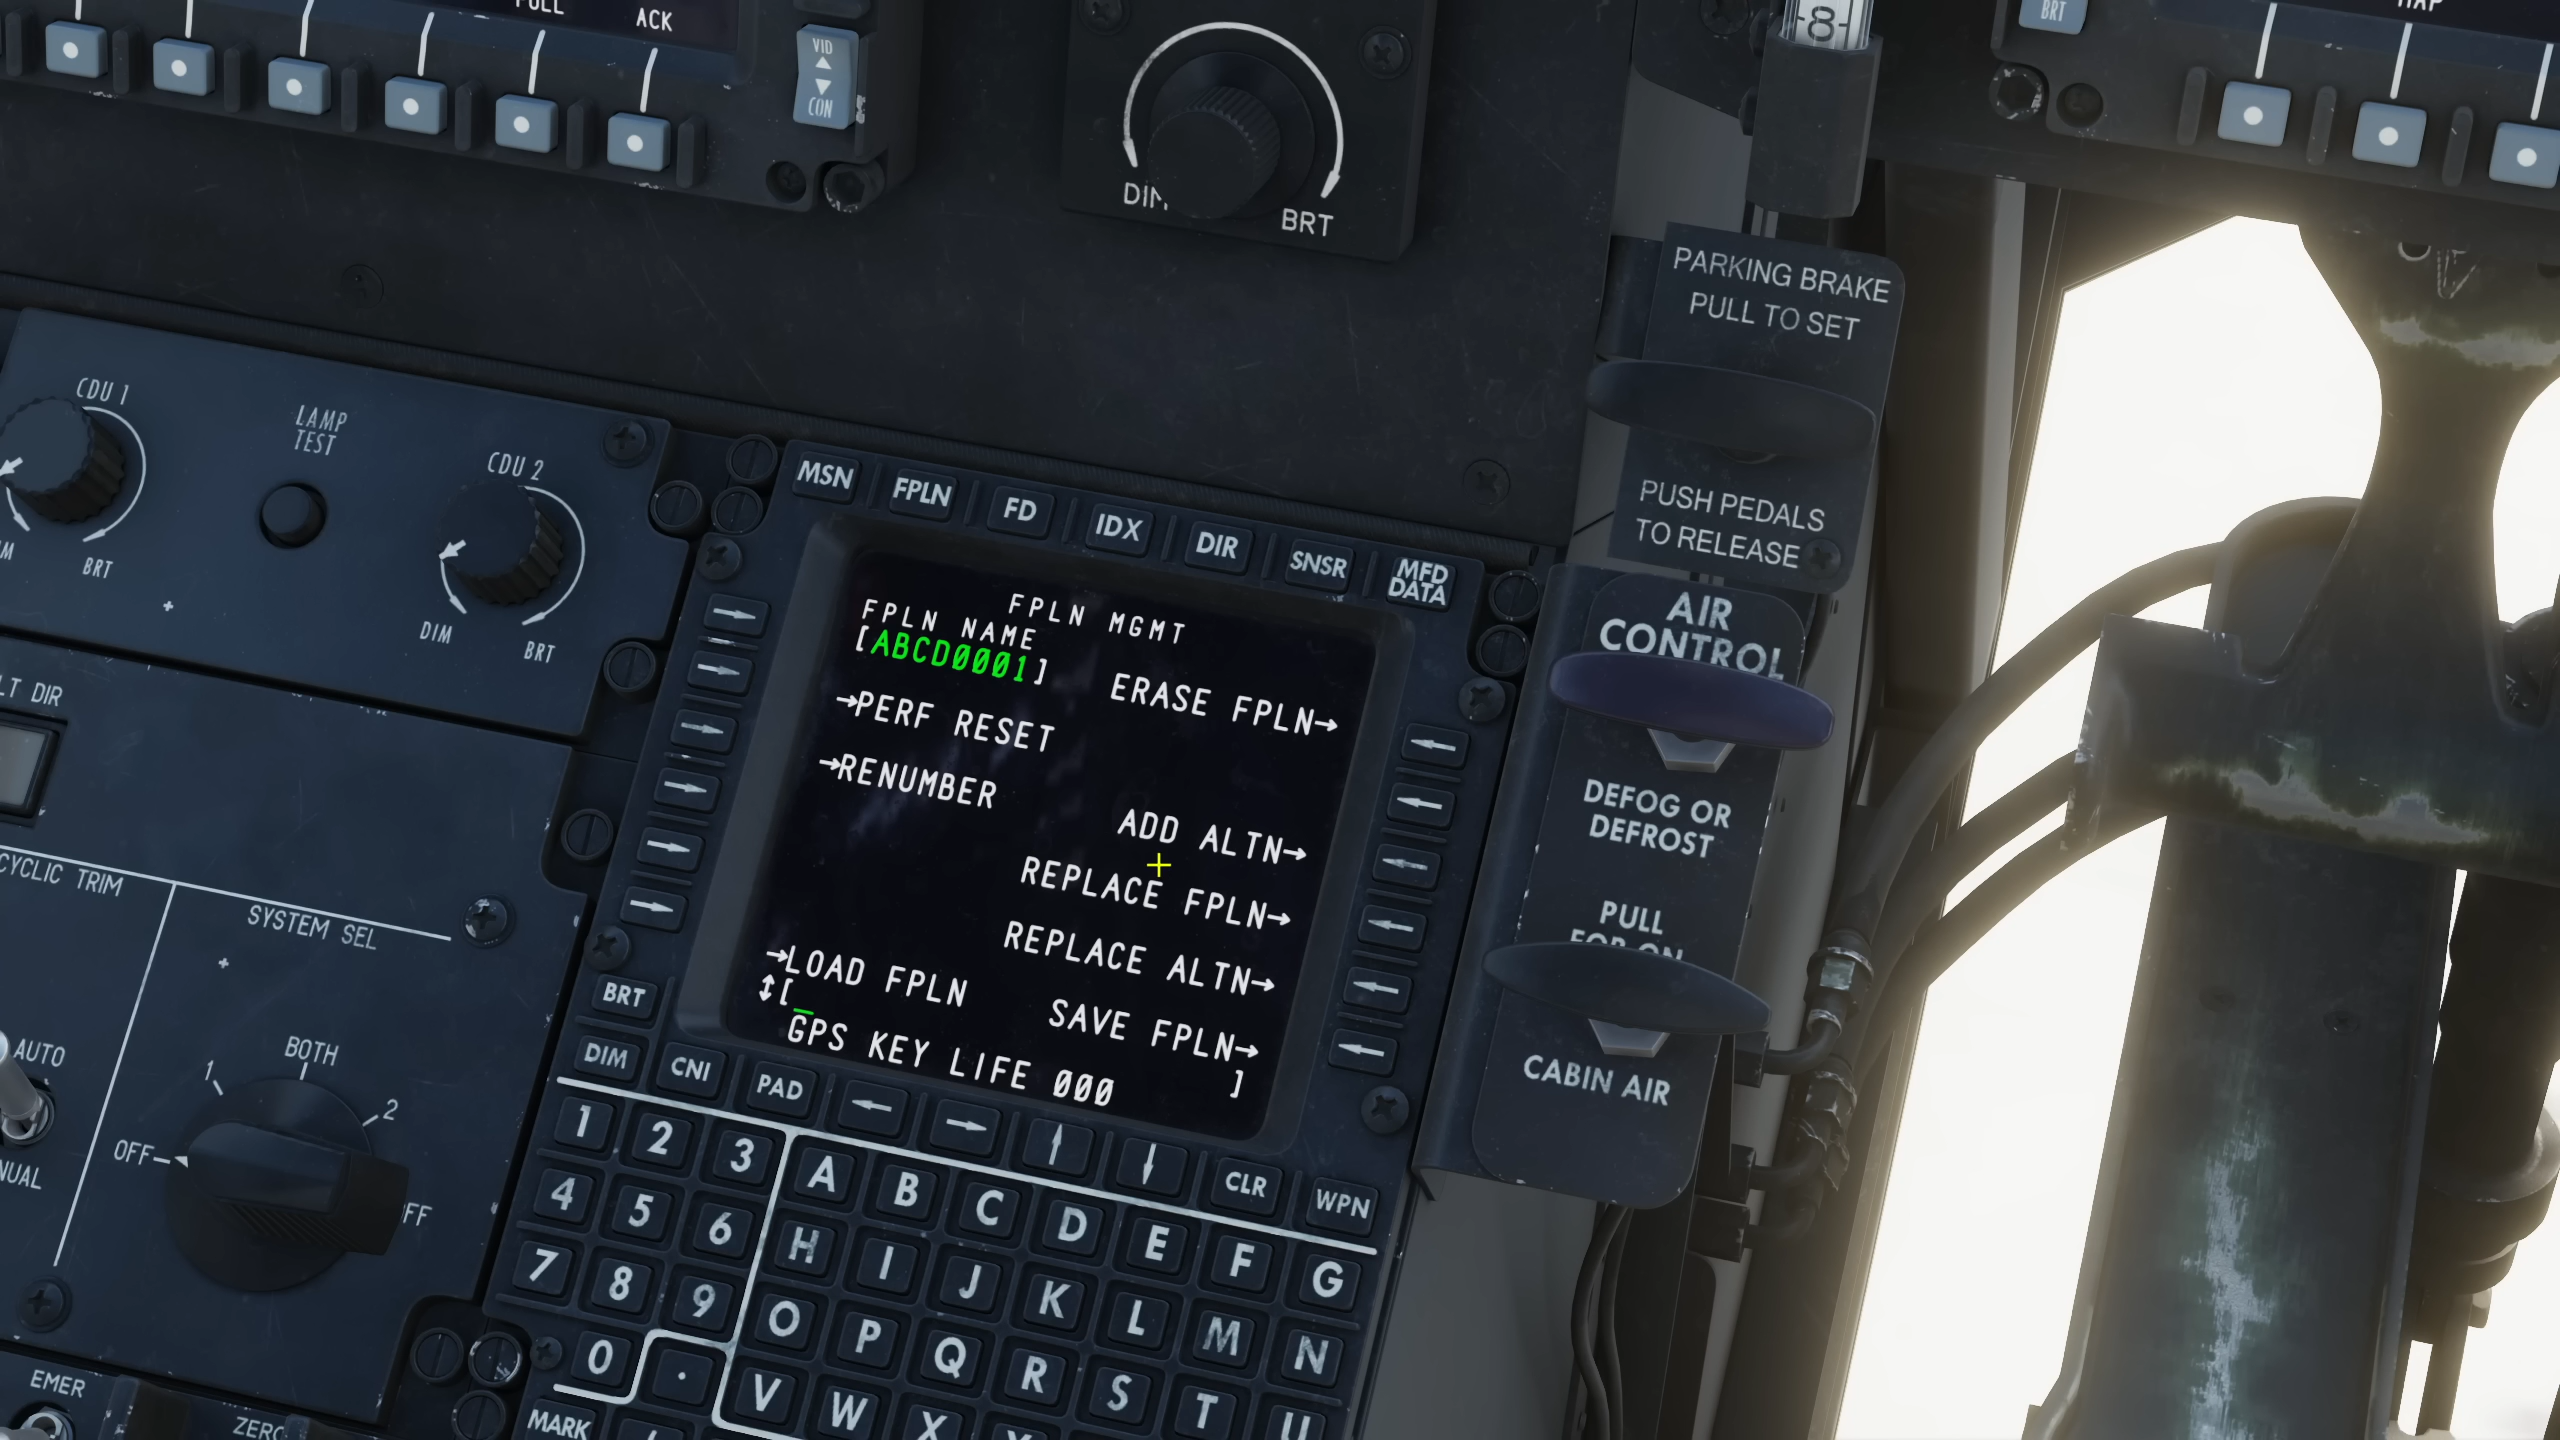 ACK
VID
CON
BRT
8
BRT
PARKING BRAKE
PULL TO SET
PUSH PEDALS
TO RELEASE
CDU 1
LAMP
TEST
CDU 2
BRT
DIM
BRT
MSN
FPLN
FD
IDX
DIR
SNSR
MFD
DATA
FPLN MGMT
FPLN NAME
[ABCD0001]
ERASE FPLN→
→PERF RESET
→RENUMBER
ADD ALTN→
REPLACE FPLN→
REPLACE ALTN→
→LOAD FPLN
SAVE FPLN→
↕[_ ]
GPS KEY LIFE 000
AIR
CONTROL
DEFOG OR
DEFROST
PULL
CABIN AIR
DIR
CYCLIC TRIM
SYSTEM SEL
AUTO
OFF
1
BOTH
2
EMER
BRT
DIM
CNI
PAD
← → ↑ ↓
CLR
WPN
1 2 3 A B C D E F G
4 5 6 H I J K L M N
7 8 9 O P Q R S T U
0 . V W X
MARK